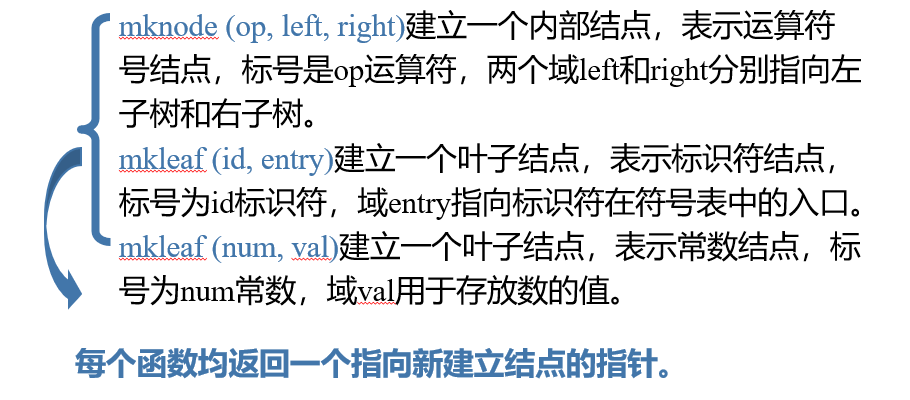 mknode (op, left, right)建立一个内部结点，表示运算符
号结点，标号是op运算符，两个域left和right分别指向左
子树和右子树。
mkleaf (id, entry)建立一个叶子结点，表示标识符结点，
标号为id标识符，域entry指向标识符在符号表中的入口。
mkleaf (num, val)建立一个叶子结点，表示常数结点，标
号为num常数，域val用于存放数的值。
每个函数均返回一个指向新建立结点的指针。